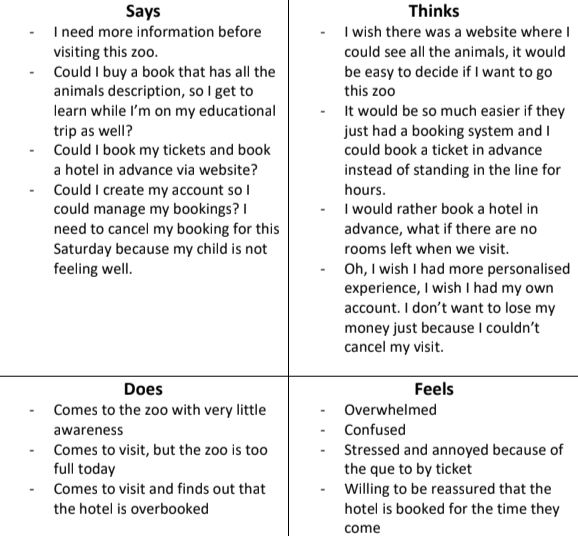 Says
- I need more information before
visiting this zoo.
- Could I buy a book that has all the
animals description, so I get to
learn while I'm on my educational
trip as well?
- Could I book my tickets and book
a hotel in advance via website?
- Could I create my account so I
could manage my bookings? I
need to cancel my booking for this
Saturday because my child is not
feeling well.
Thinks
- I wish there was a website where I
could see all the animals, it would
be easy to decide if I want to go
this zoo
- It would be so much easier if they
just had a booking system and I
could book a ticket in advance
instead of standing in the line for
hours.
- I would rather book a hotel in
advance, what if there are no
rooms left when we visit.
- Oh, I wish I had more personalised
experience, I wish I had my own
account. I don't want to lose my
money just because I couldn't
cancel my visit.
Does
- Comes to the zoo with very little
awareness
- Comes to visit, but the zoo is too
full today
- Comes to visit and finds out that
the hotel is overbooked
Feels
- Overwhelmed
- Confused
- Stressed and annoyed because of
the que to by ticket
- Willing to be reassured that the
hotel is booked for the time they
come